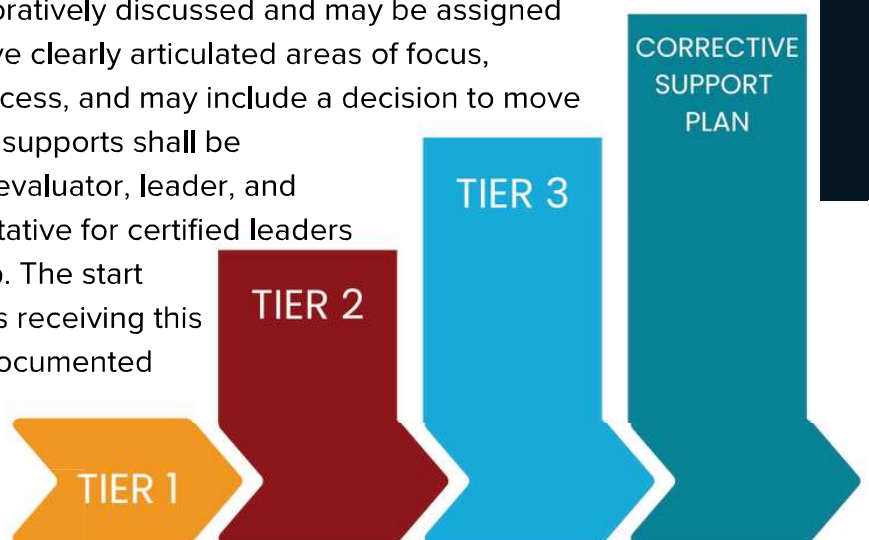 oratively discussed and may be assigned
ve clearly articulated areas of focus,
ccess, and may include a decision to move
supports shall be
evaluator, leader, and
tative for certified leaders
. The start
s receiving this
ocumented
CORRECTIVE
SUPPORT
PLAN
TIER 3
TIER 2
TIER 1